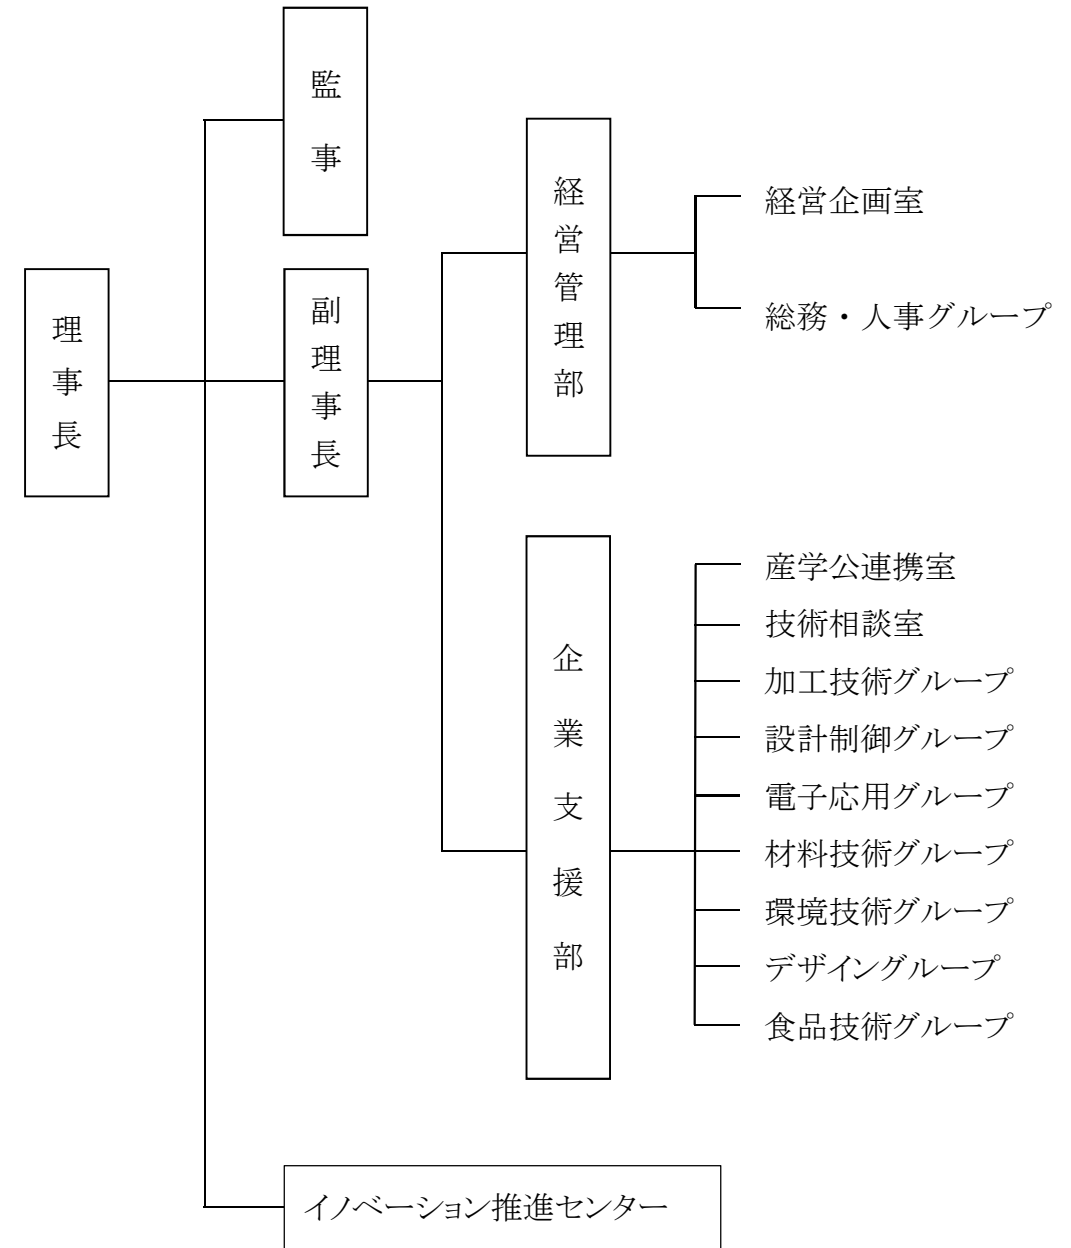 監事
経営管理部
経営企画室
総務・人事グループ
理事長
副理事長
企業支援部
産学公連携室
技術相談室
加工技術グループ
設計制御グループ
電子応用グループ
材料技術グループ
環境技術グループ
デザイングループ
食品技術グループ
イノベーション推進センター